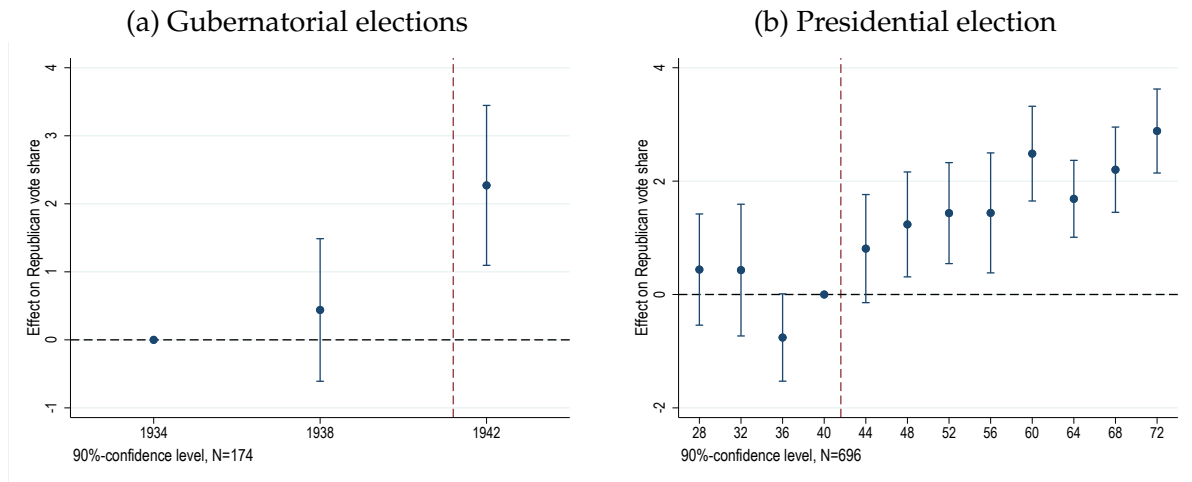 (a) Gubernatorial elections
Effect on Republican vote share
4
3
2
1
0
-1
1934 1938 1942
90%-confidence level, N=174
(b) Presidential election
Effect on Republican vote share
4
2
0
-2
28 32 36 40 44 48 52 56 60 64 68 72
90%-confidence level, N=696